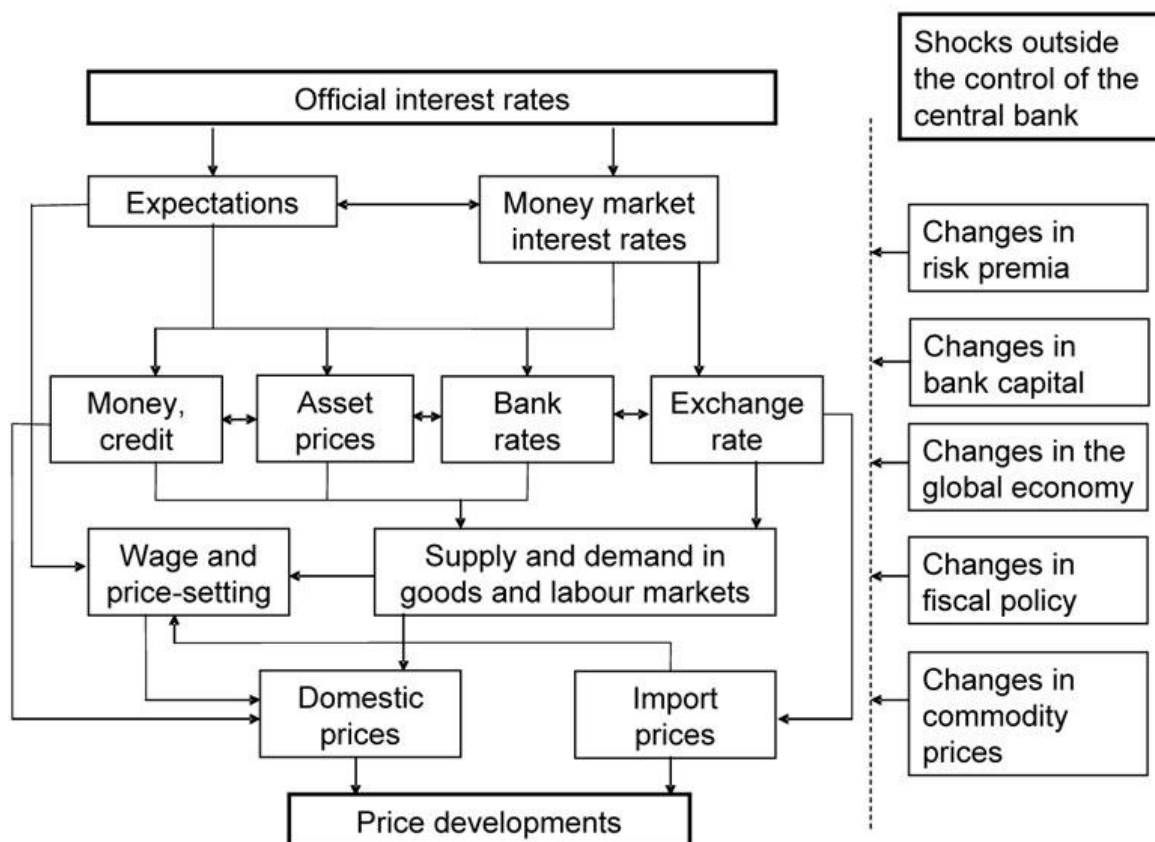 Shocks outside
the control of the
central bank
Official interest rates
Expectations
Money market
interest rates
Changes in
risk premia
Money,
credit
Asset
prices
Bank
rates
Exchange
rate
Changes in
bank capital
Changes in the
global economy
Wage and
price-setting
Supply and demand in
goods and labour markets
Changes in
fiscal policy
Domestic
prices
Import
prices
Changes in
commodity
prices
Price developments